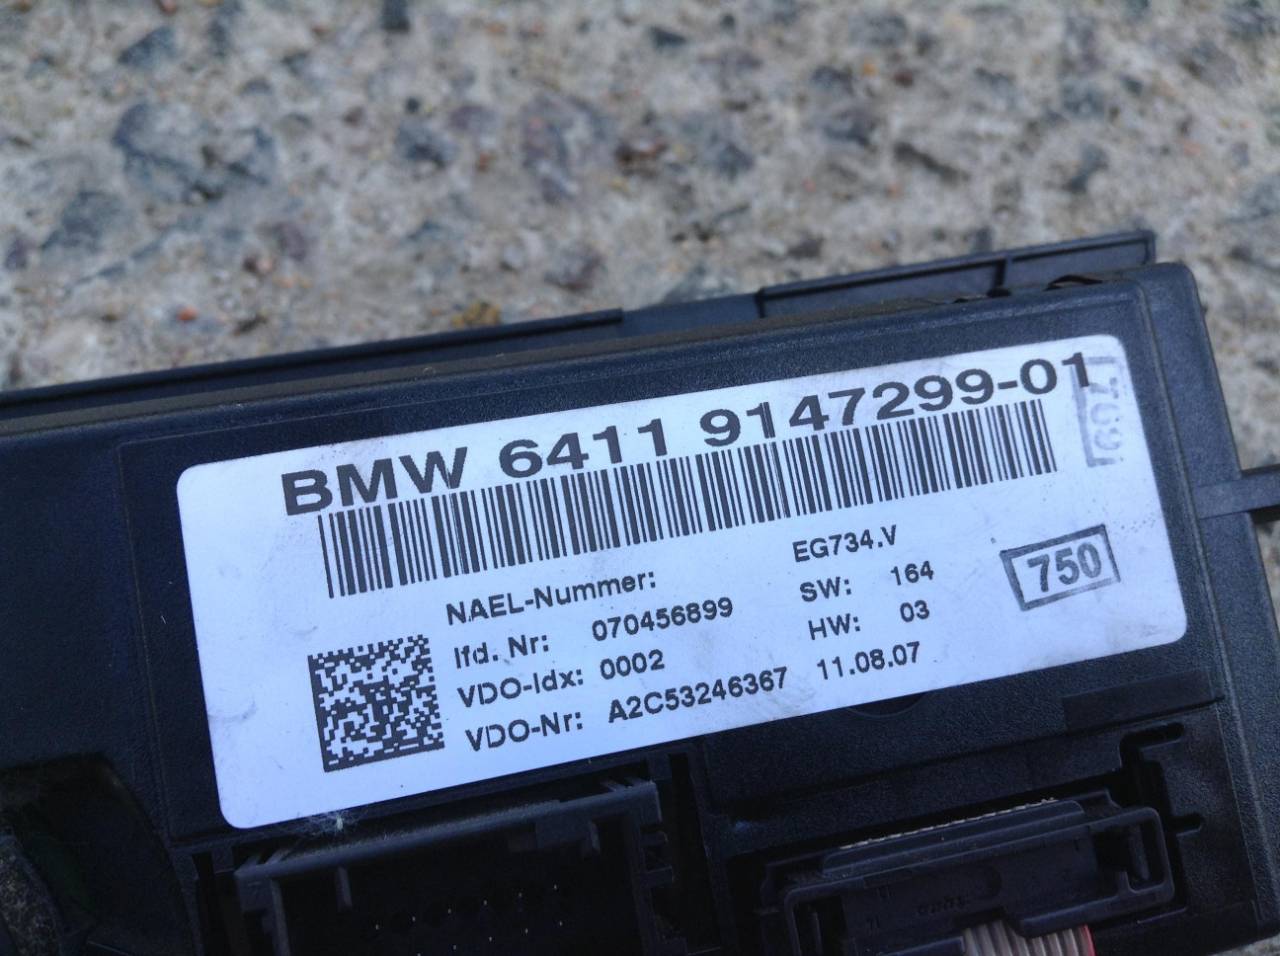 BMW 6411 9147299-01
1769
NAEL-Nummer:
EG734.V
lfd. Nr: 070456899
SW: 164
VDO-Idx: 0002
HW: 03
VDO-Nr: A2C53246367 11.08.07
750